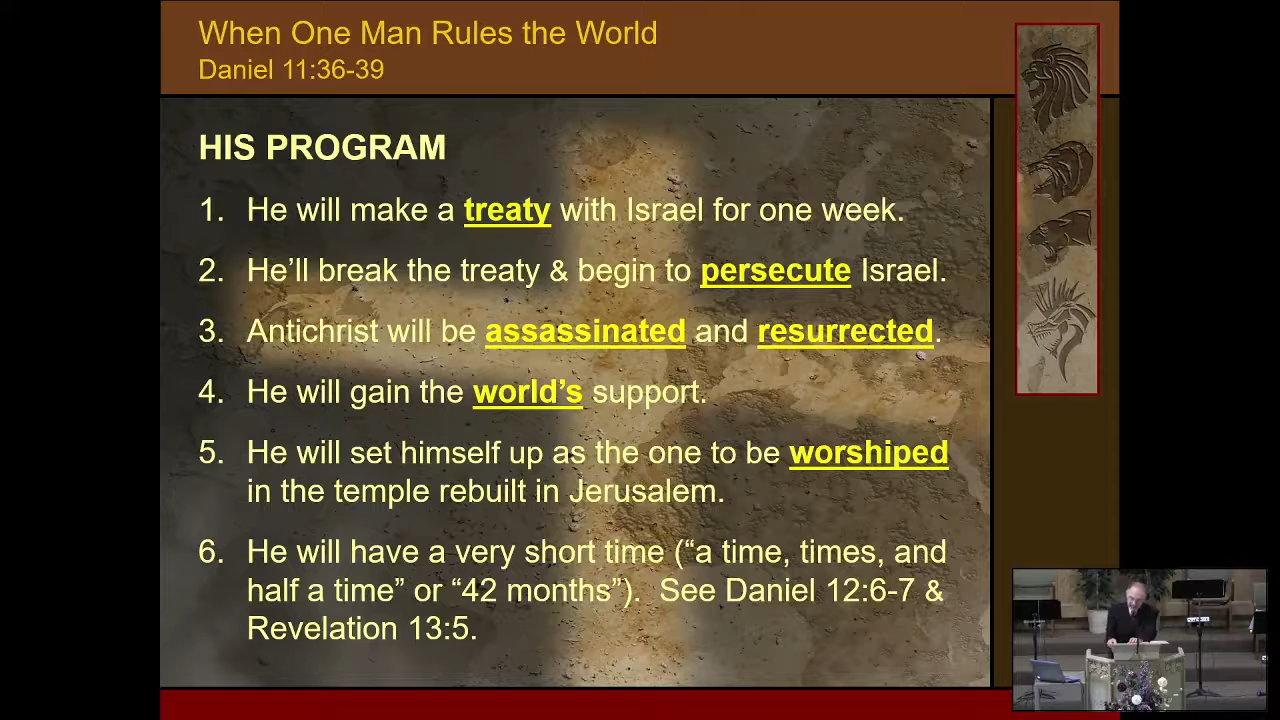 When One Man Rules the World
Daniel 11:36-39
HIS PROGRAM
1. He will make a treaty with Israel for one week.
2. He’ll break the treaty & begin to persecute Israel.
3. Antichrist will be assassinated and resurrected.
4. He will gain the world’s support.
5. He will set himself up as the one to be worshiped
in the temple rebuilt in Jerusalem.
6. He will have a very short time (“a time, times, and
half a time” or “42 months”).  See Daniel 12:6-7 &
Revelation 13:5.